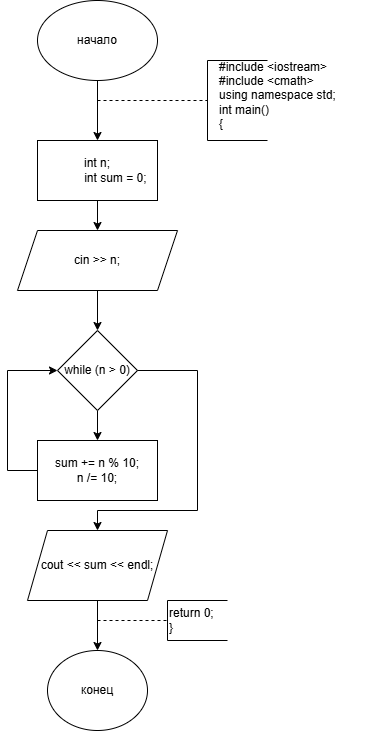 начало
#include <iostream>
#include <cmath>
using namespace std;
int main()
{
int n;
int sum = 0;
cin >> n;
while (n > 0)
sum += n % 10;
n /= 10;
cout << sum << endl;
return 0;
}
конец